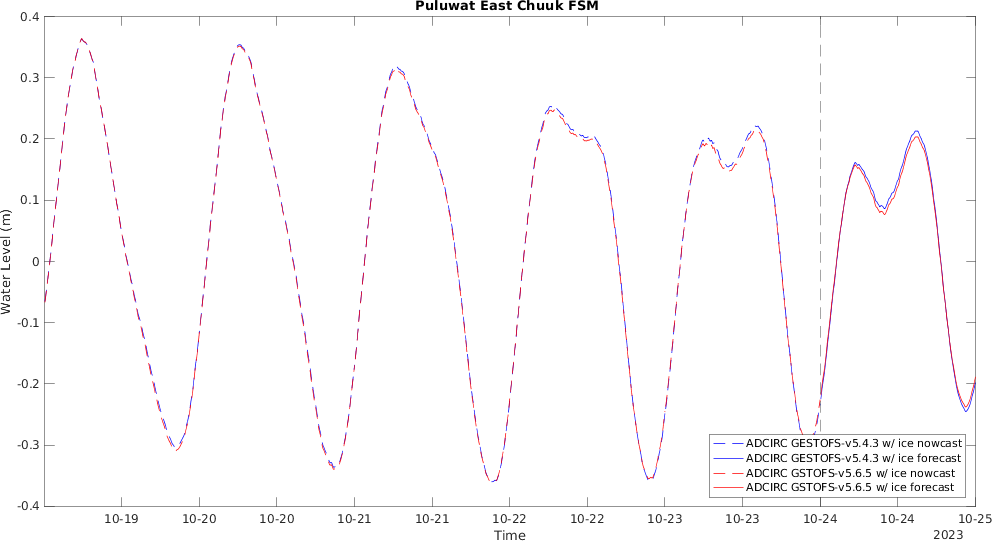 Puluwat East Chuuk FSM
0.4
0.3
0.2
0.1
0
-0.1
-0.2
-0.3
-0.4
Water Level (m)
ADCIRC GESTOFS-v5.4.3 w/ ice nowcast
ADCIRC GESTOFS-v5.4.3 w/ ice forecast
ADCIRC GSTOFS-v5.6.5 w/ ice nowcast
ADCIRC GSTOFS-v5.6.5 w/ ice forecast
10-19 10-20 10-20 10-21 10-21 10-22 10-22 10-23 10-23 10-24 10-24 10-25
Time 2023